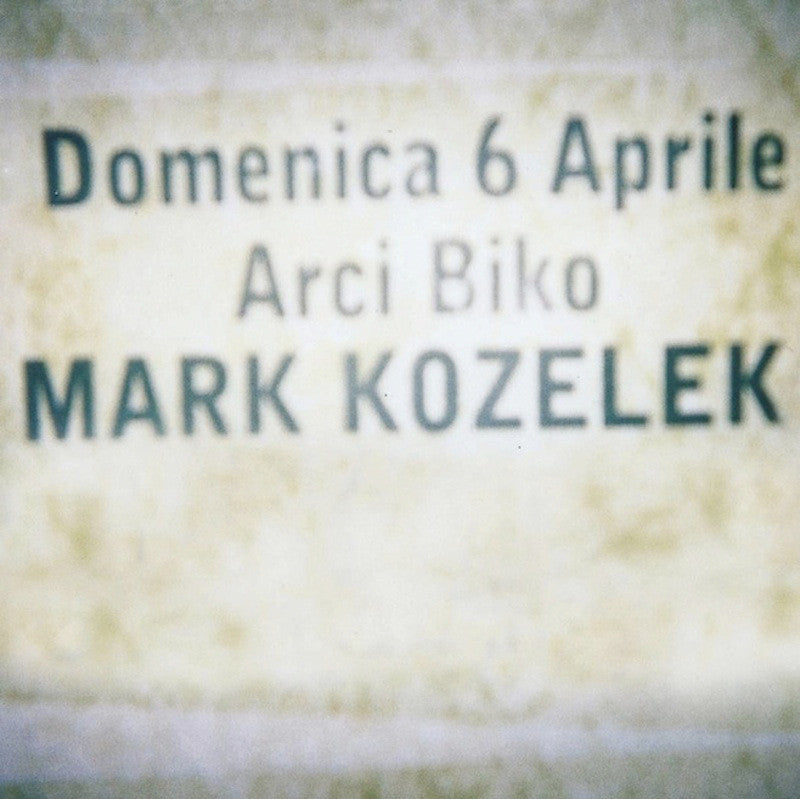 Domenica 6 Aprile
Arci Biko
MARK KOZELEK